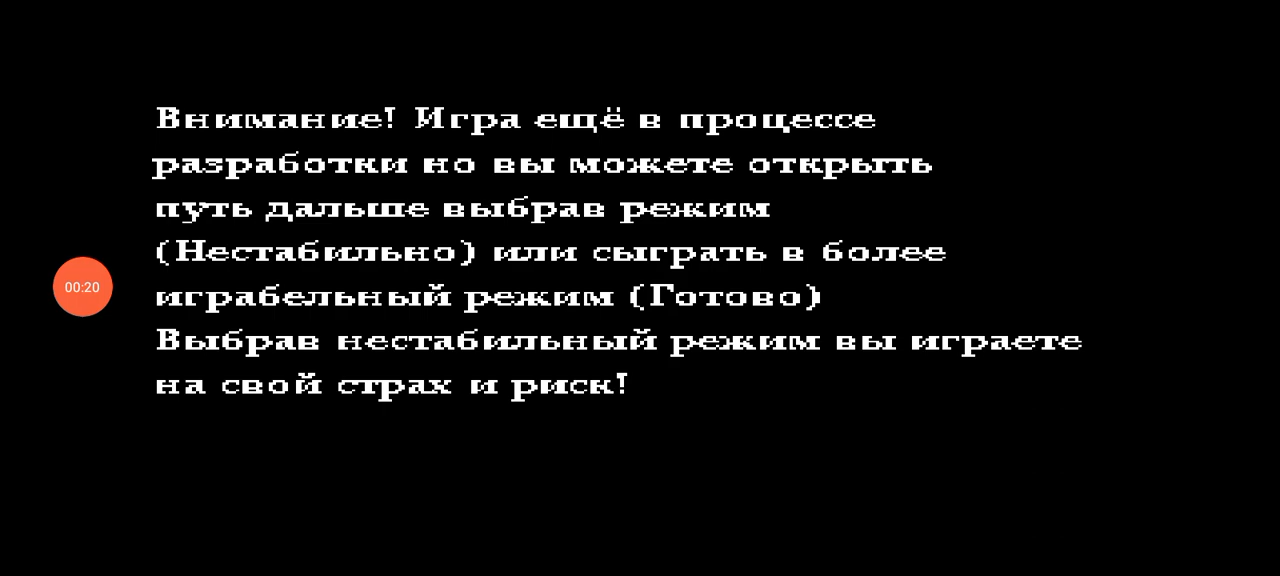 Внимание! Игра ещё в процессе
разработки но вы можете открыть
путь дальше выбрав режим
(Нестабильно) или сыграть в более
00:20
играбельный режим (Готово)
Выбрав нестабильный режим вы играете
на свой страх и риск!